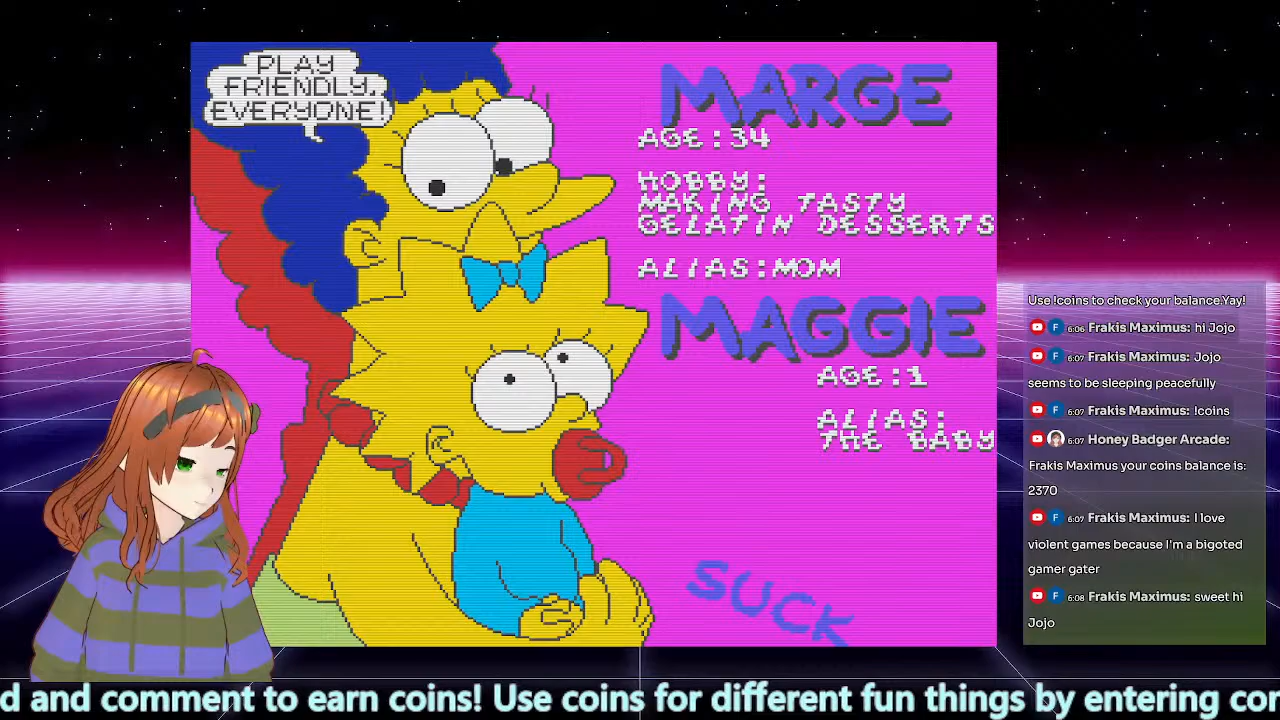 PLAY
FRIENDLY,
EVERYONE!
MARGE
AGE:34
HOBBY:
MAKING TASTY
GELATIN DESSERTS
ALIAS:MOM
MAGGIE
AGE:1
ALIAS:
THE BABY
SUCK
Use !coins to check your balance Yay!
6:06 Frakis Maximus: hi Jojo
6:07 Frakis Maximus: Jojo
seems to be sleeping peacefully
6:07 Frakis Maximus: !coins
6:07 Honey Badger Arcade:
Frakis Maximus your coins balance is:
2370
6:07 Frakis Maximus: I love
violent games because I'm a bigoted
gamer gater
6:08 Frakis Maximus: sweet hi
Jojo
d and comment to earn coins! Use coins for different fun things by entering cor